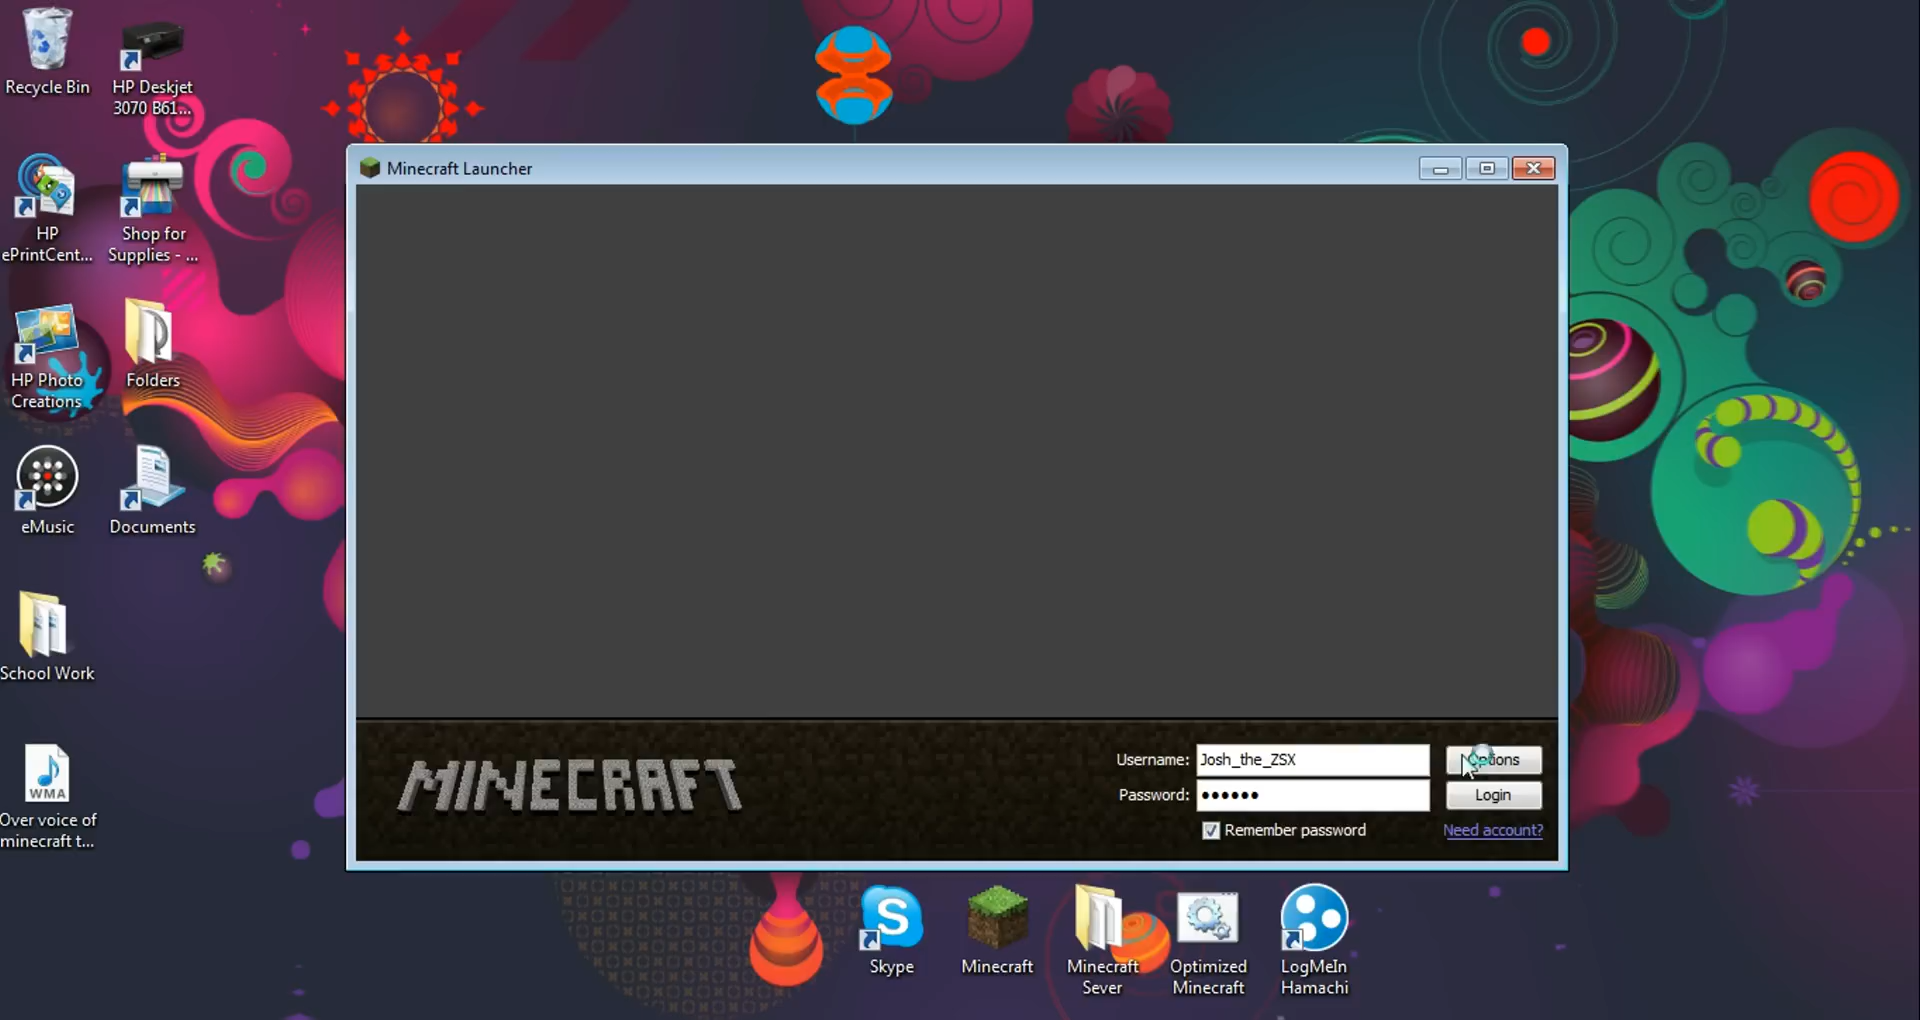 Recycle Bin
HP Deskjet
3070 B61...
HP
ePrintCent...
Shop for
Supplies - ...
HP Photo
Creations
Folders
eMusic
Documents
School Work
WMA
Over voice of
minecraft t...
Minecraft Launcher
MINECRAFT
Username: Josh_the_ZSX
Options
Password: ●●●●●●
Login
Remember password
Need account?
Skype
Minecraft
Minecraft
Sever
Optimized
Minecraft
LogMeIn
Hamachi